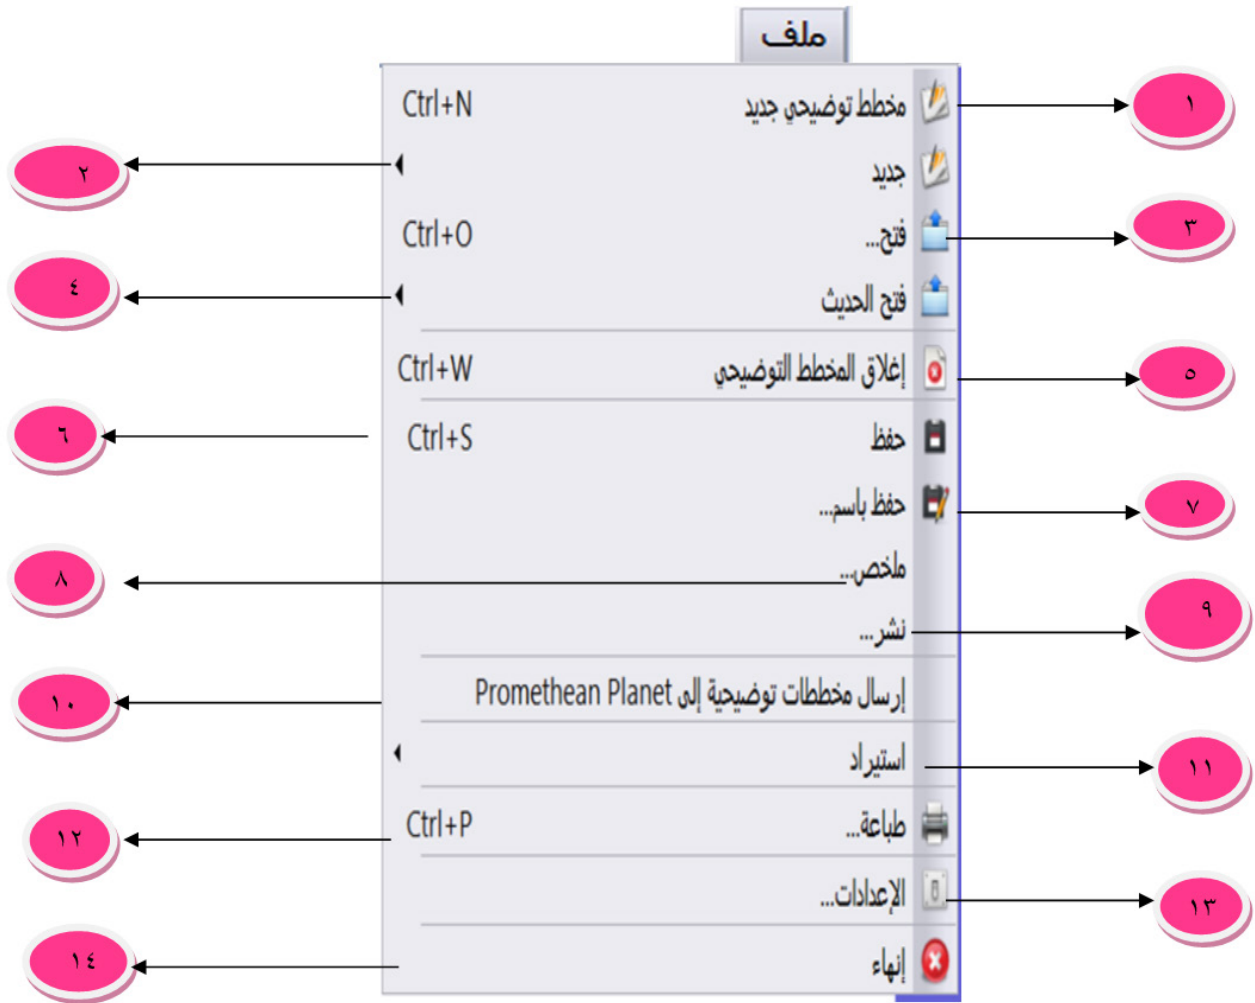 ملف
مخطط توضيحي جديد Ctrl+N
١
جديد
٢
فتح... Ctrl+O
٣
فتح الحديث
٤
إغلاق المخطط التوضيحي Ctrl+W
٥
حفظ Ctrl+S
٦
حفظ باسم...
٧
ملخص...
٨
نشر...
٩
إرسال مخططات توضيحية إلى Promethean Planet
١٠
استيراد
١١
طباعة... Ctrl+P
١٢
الإعدادات...
١٣
إنهاء
١٤